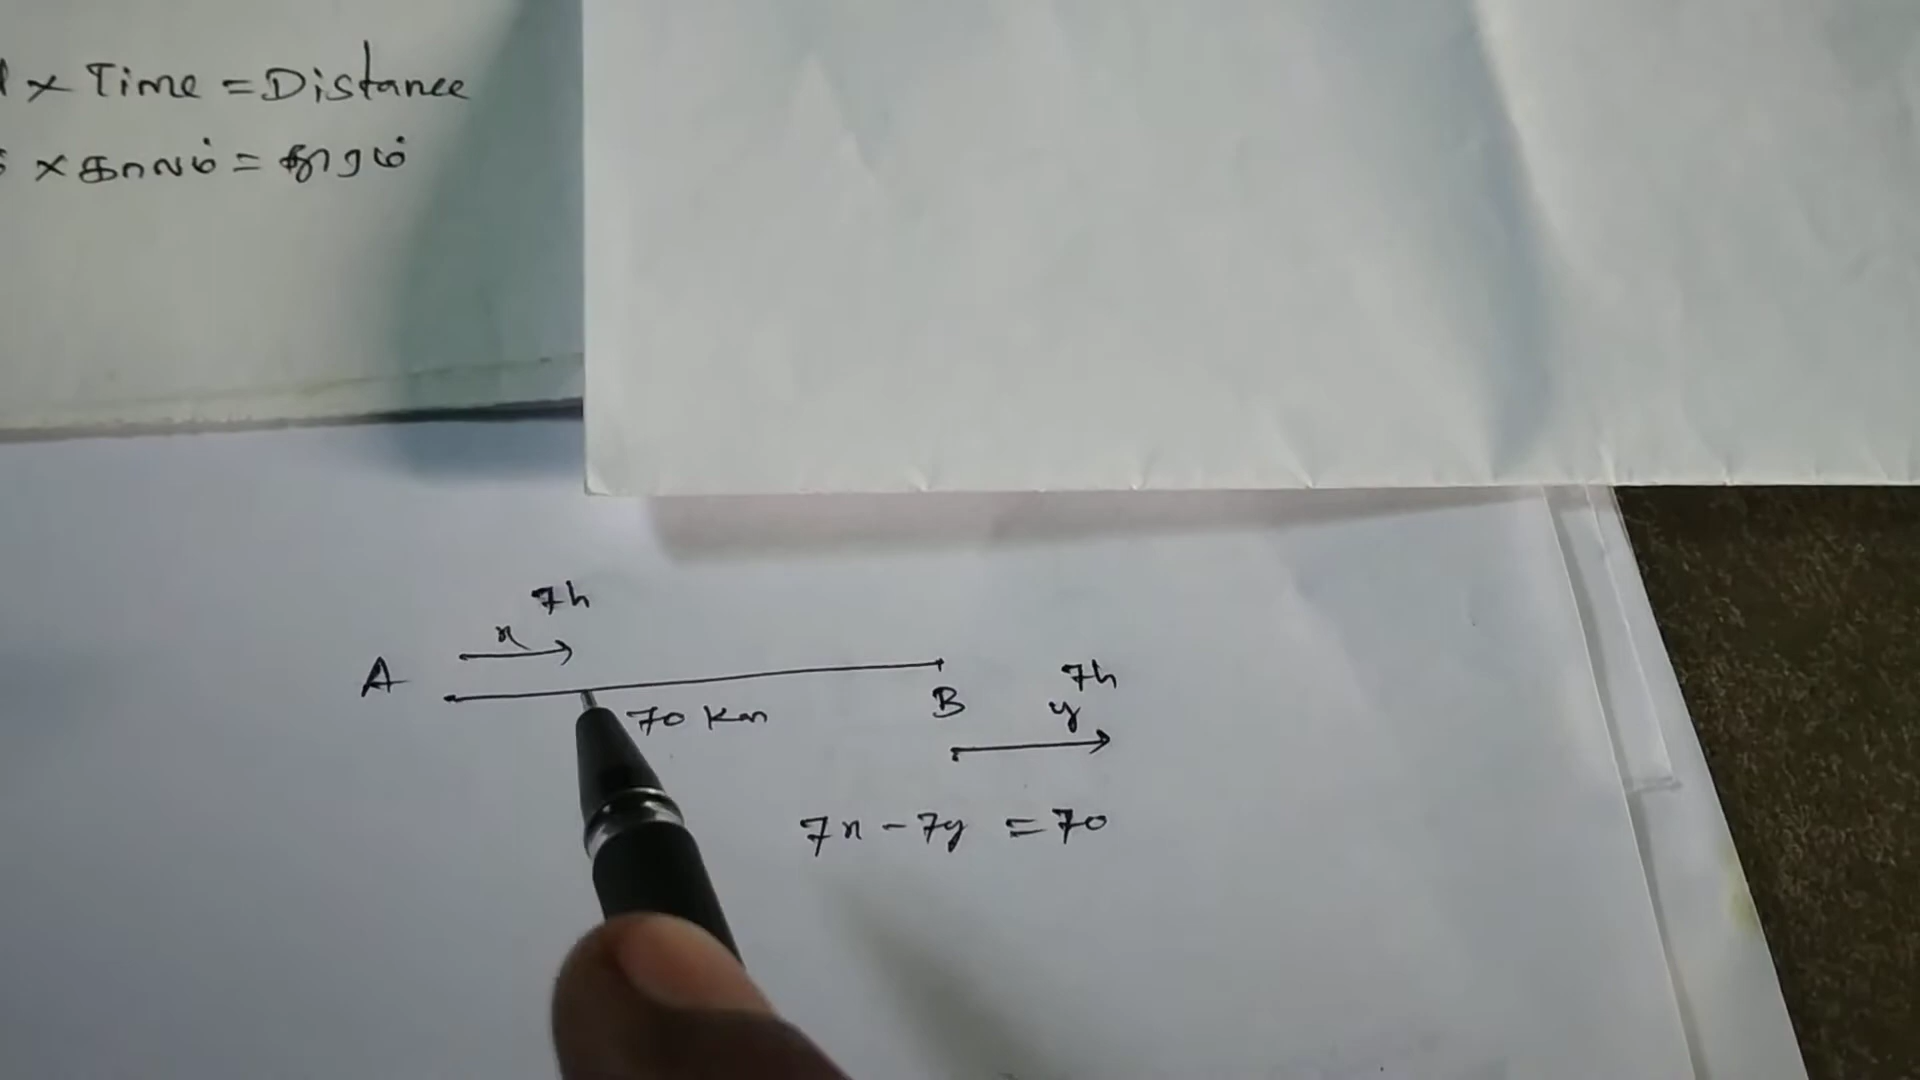 × Time = Distance
× காலம் = தூரம்
7h
x
A
70 Km
B
7h
y
7x - 7y = 70